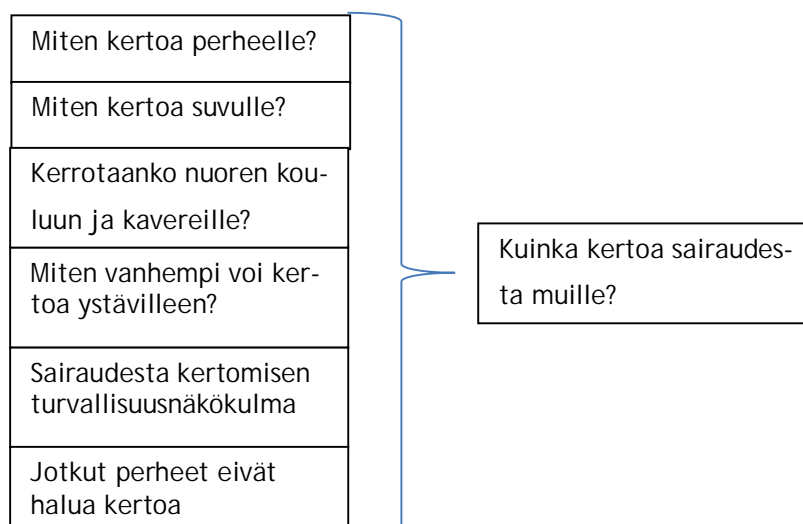 Miten kertoa perheelle?
Miten kertoa suvulle?
Kerrotaanko nuoren kou-
luun ja kavereille?
Miten vanhempi voi ker-
toa ystävilleen?
Sairaudesta kertomisen
turvallisuusnäkökulma
Jotkut perheet eivät
halua kertoa
Kuinka kertoa sairaudes-
ta muille?